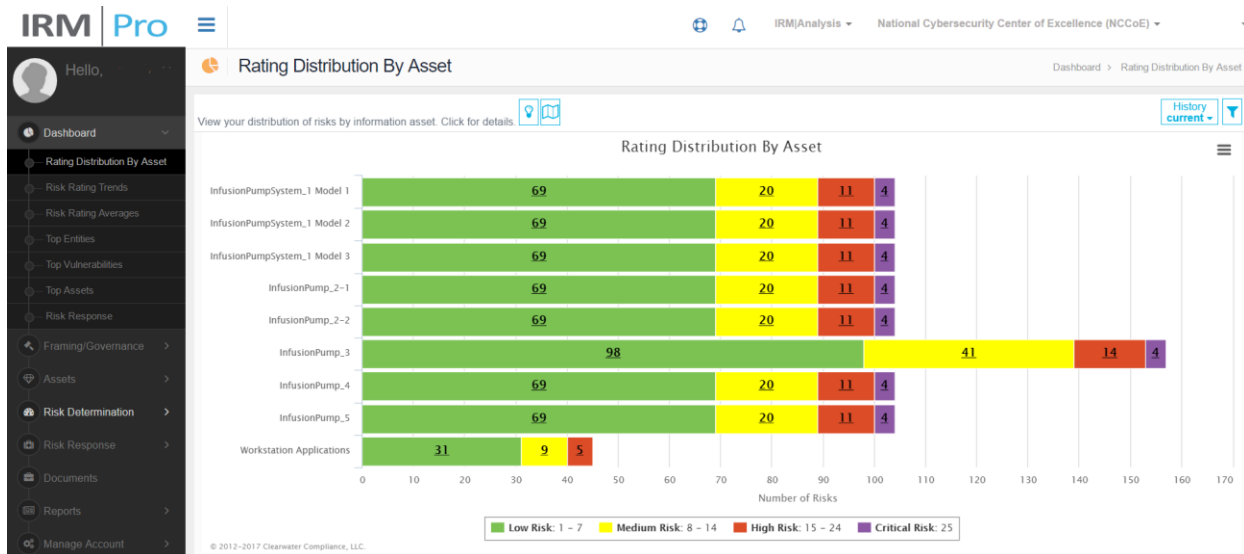 IRM | Pro
IRM|Analysis
National Cybersecurity Center of Excellence (NCCoE)
Hello,
Rating Distribution By Asset
Dashboard > Rating Distribution By Asset
View your distribution of risks by information asset. Click for details.
History
current
Dashboard
Rating Distribution By Asset
Risk Rating Trends
Risk Rating Averages
Top Entities
Top Vulnerabilities
Top Assets
Risk Response
Framing/Governance
Assets
Risk Determination
Risk Response
Documents
Reports
Manage Account
Rating Distribution By Asset
InfusionPumpSystem_1 Model 1 69 20 11 4
InfusionPumpSystem_1 Model 2 69 20 11 4
InfusionPumpSystem_1 Model 3 69 20 11 4
InfusionPump_2-1 69 20 11 4
InfusionPump_2-2 69 20 11 4
InfusionPump_3 98 41 14 4
InfusionPump_4 69 20 11 4
InfusionPump_5 69 20 11 4
Workstation Applications 31 9 5
0 10 20 30 40 50 60 70 80 90 100 110 120 130 140 150 160 170
Number of Risks
Low Risk: 1 - 7 Medium Risk: 8 - 14 High Risk: 15 - 24 Critical Risk: 25
© 2012-2017 Clearwater Compliance, LLC.